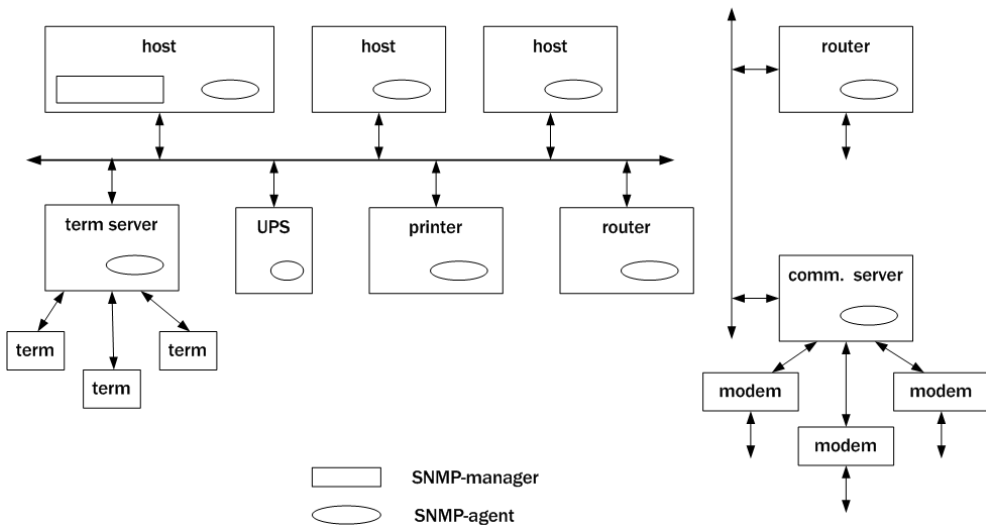 host
host
host
router
term server
UPS
printer
router
comm. server
term
term
term
modem
modem
modem
SNMP-manager
SNMP-agent